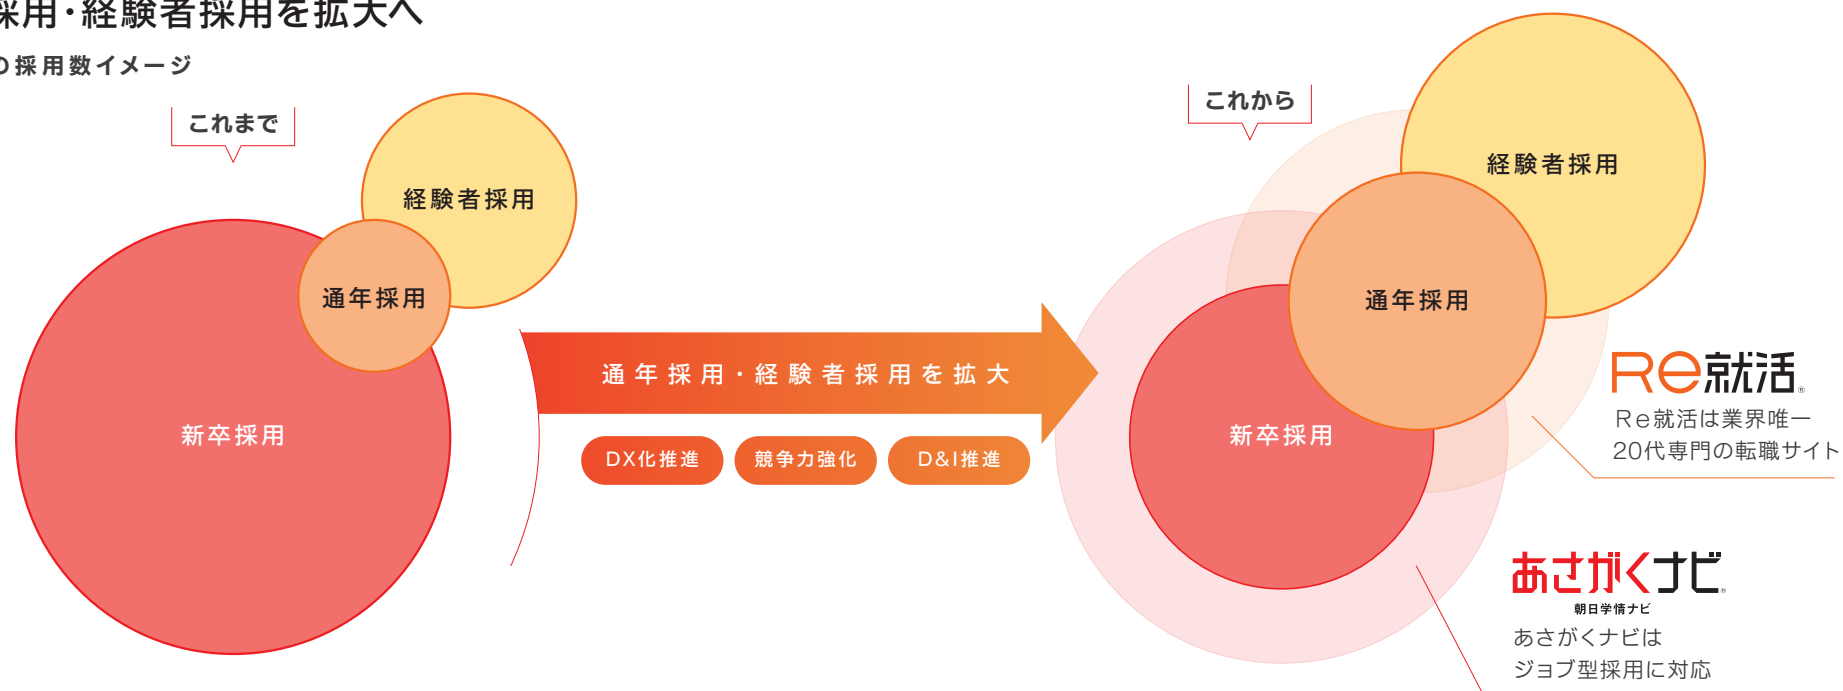 採用・経験者採用を拡大へ
の採用数イメージ
これまで
経験者採用
通年採用
新卒採用
通年採用・経験者採用を拡大
DX化推進
競争力強化
D&I推進
これから
経験者採用
通年採用
新卒採用
Re就活®
Re就活は業界唯一
20代専門の転職サイト
あさがくナビ®
朝日学情ナビ
あさがくナビは
ジョブ型採用に対応